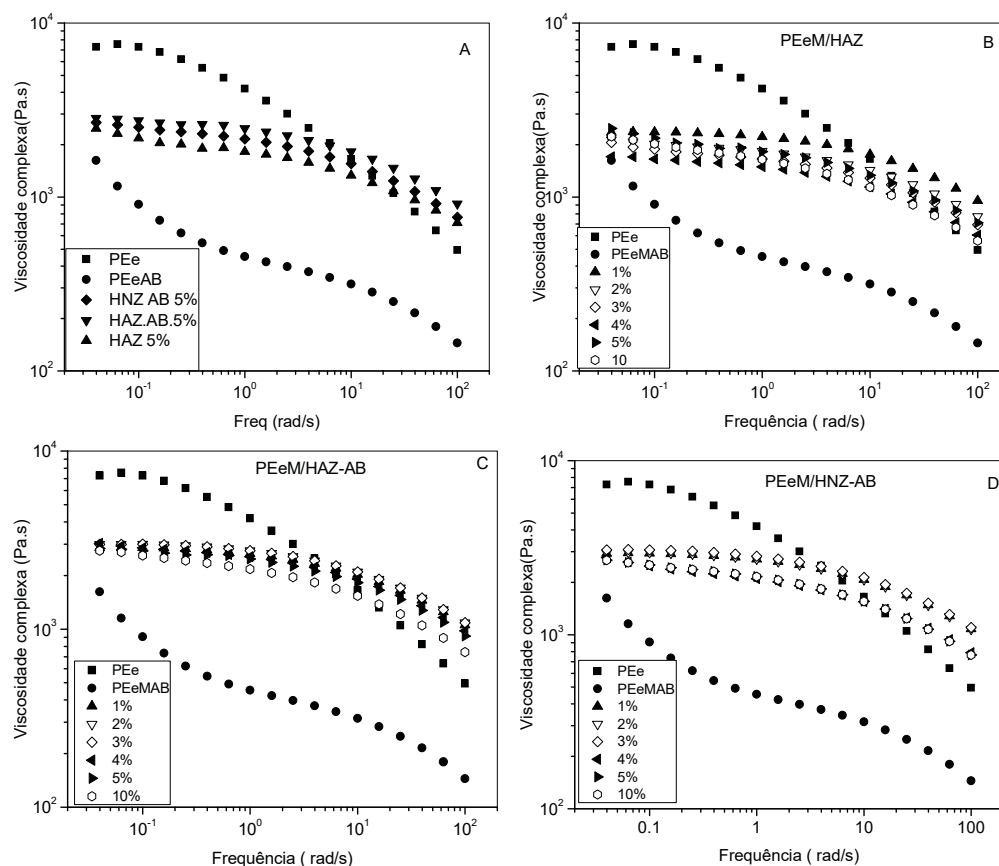 A
Viscosidade complexa(Pa.s)
10^4
10^3
10^2
PEe
PEeAB
HNZ AB 5%
HAZ.AB.5%
HAZ 5%
10^-1 10^0 10^1 10^2
Freq (rad/s)
PEeM/HAZ
B
Viscosidade complexa(Pa.s)
10^4
10^3
10^2
PEe
PEeMAB
1%
2%
3%
4%
5%
10
10^-1 10^0 10^1 10^2
Frequência ( rad/s)
PEeM/HAZ-AB
C
Viscosidade complexa (Pa.s)
10^4
10^3
10^2
PEe
PEeMAB
1%
2%
3%
4%
5%
10%
10^-1 10^0 10^1 10^2
Frequência ( rad/s)
PEeM/HNZ-AB
D
Viscosidade complexa(Pa.s)
10^4
10^3
10^2
PEe
PEeMAB
1%
2%
3%
4%
5%
10%
0.1 1 10 100
Frequência ( rad/s)